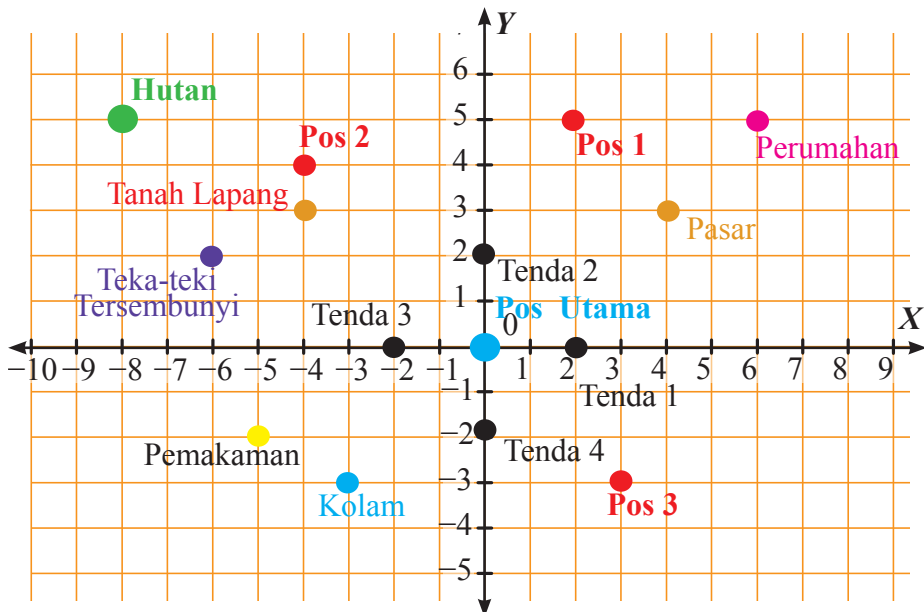 Y
6
Hutan
5
Pos 2
Pos 1
Perumahan
4
Tanah Lapang
3
Pasar
2
Teka-teki
Tersembunyi
Tenda 2
1
Tenda 3
Pos Utama
0
X
−10 −9 −8 −7 −6 −5 −4 −3 −2 −1 1 2 3 4 5 6 7 8 9
−1
Tenda 1
−2
Pemakaman
Tenda 4
−3
Kolam
Pos 3
−4
−5